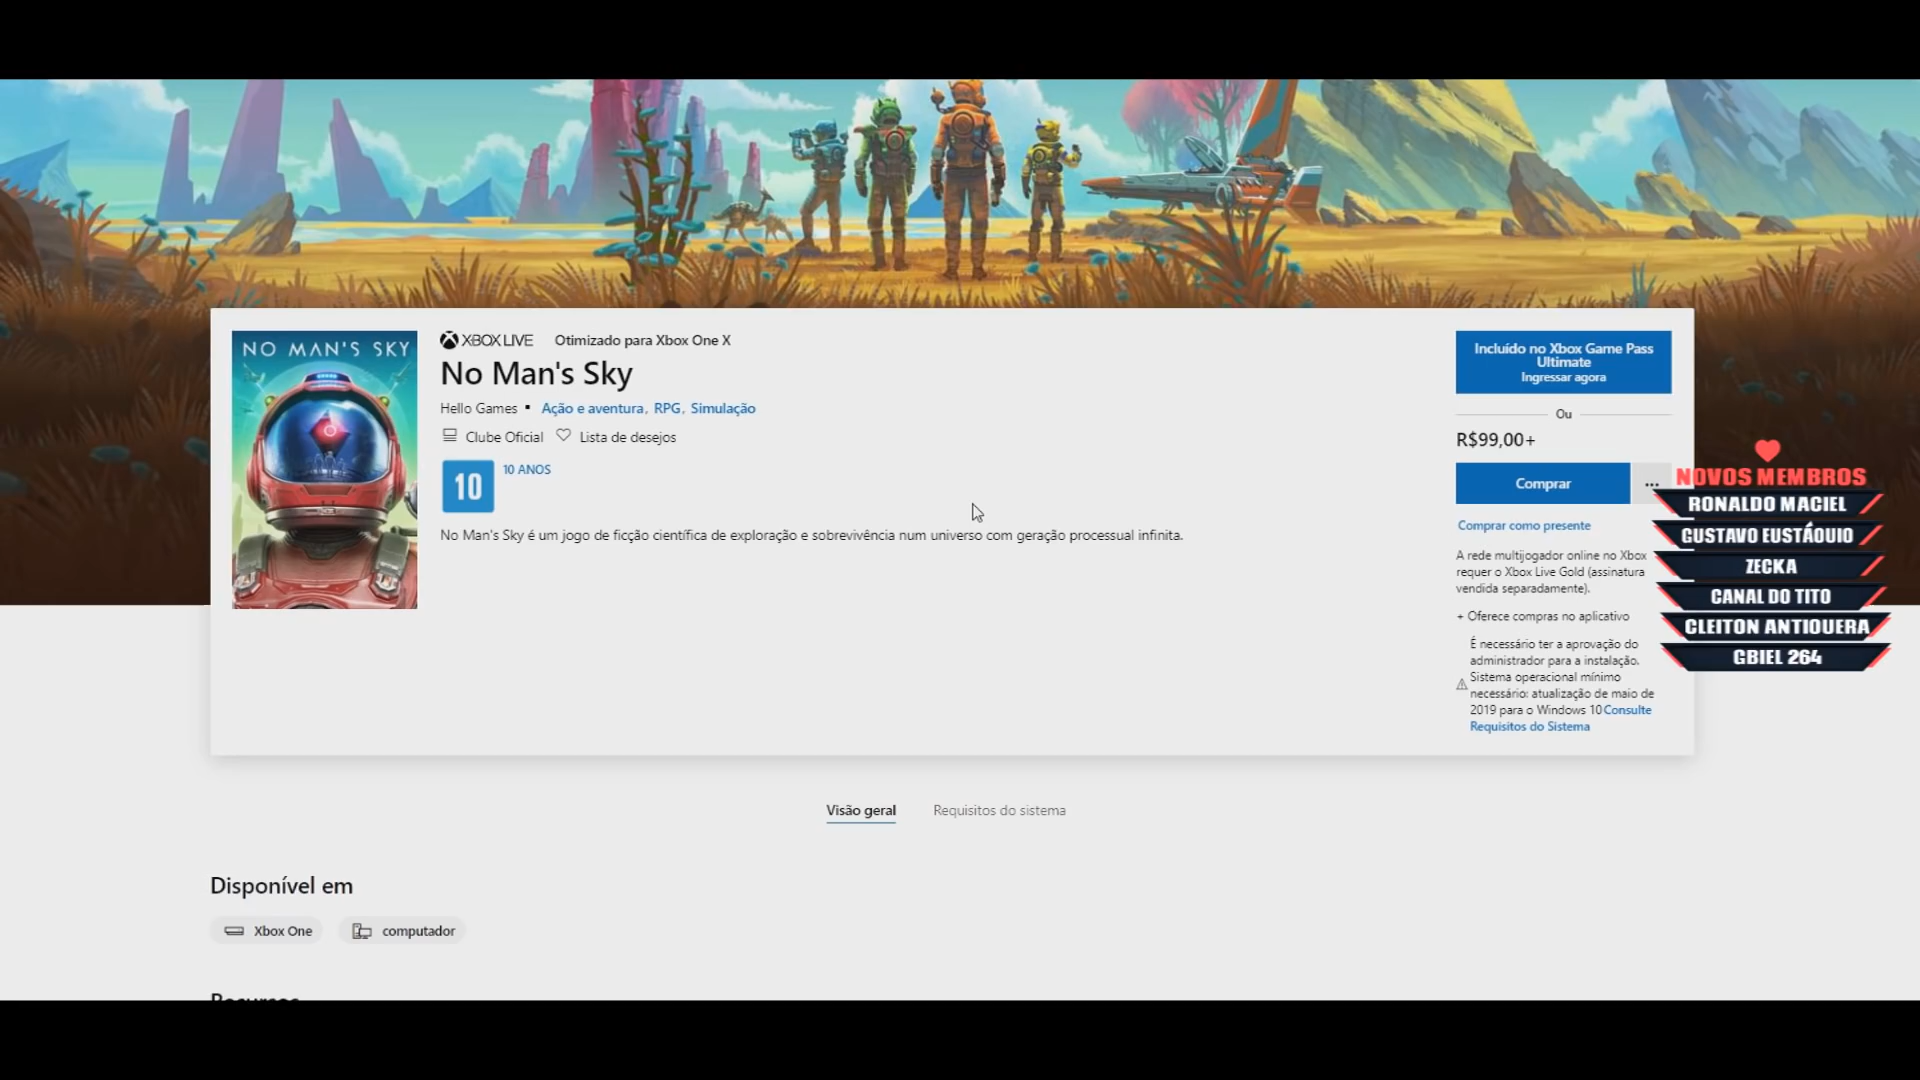 NO MAN'S SKY
XBOX LIVE Otimizado para Xbox One X
No Man's Sky
Hello Games ▪ Ação e aventura, RPG, Simulação
Clube Oficial Lista de desejos
10 10 ANOS
No Man's Sky é um jogo de ficção científica de exploração e sobrevivência num universo com geração processual infinita.
Incluído no Xbox Game Pass
Ultimate
Ingressar agora
Ou
R$99,00+
Comprar ...
Comprar como presente
A rede multijogador online no Xbox
requer o Xbox Live Gold (assinatura
vendida separadamente).
+ Oferece compras no aplicativo
É necessário ter a aprovação do
administrador para a instalação.
Sistema operacional mínimo
necessário: atualização de maio de
2019 para o Windows 10Consulte
Requisitos do Sistema
NOVOS MEMBROS
RONALDO MACIEL
GUSTAVO EUSTÁQUIO
ZECKA
CANAL DO TITO
CLEITON ANTIQUERA
GBIEL 264
Visão geral Requisitos do sistema
Disponível em
Xbox One computador
Recursos